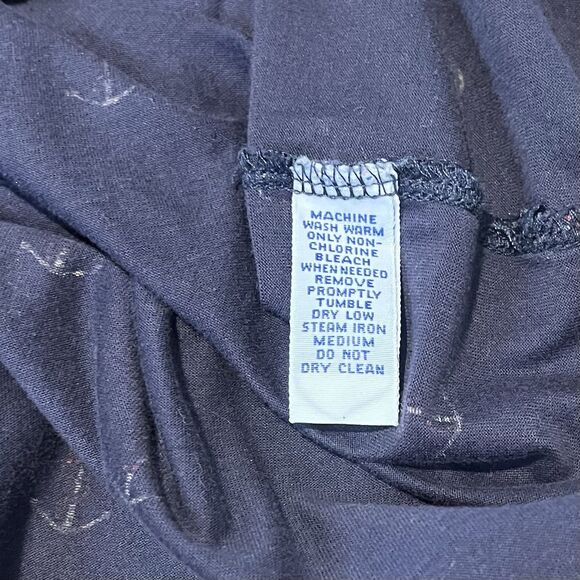 MACHINE
WASH WARM
ONLY NON-
CHLORINE
BLEACH
WHEN NEEDED
REMOVE
PROMPTLY
TUMBLE
DRY LOW
STEAM IRON
MEDIUM
DO NOT
DRY CLEAN